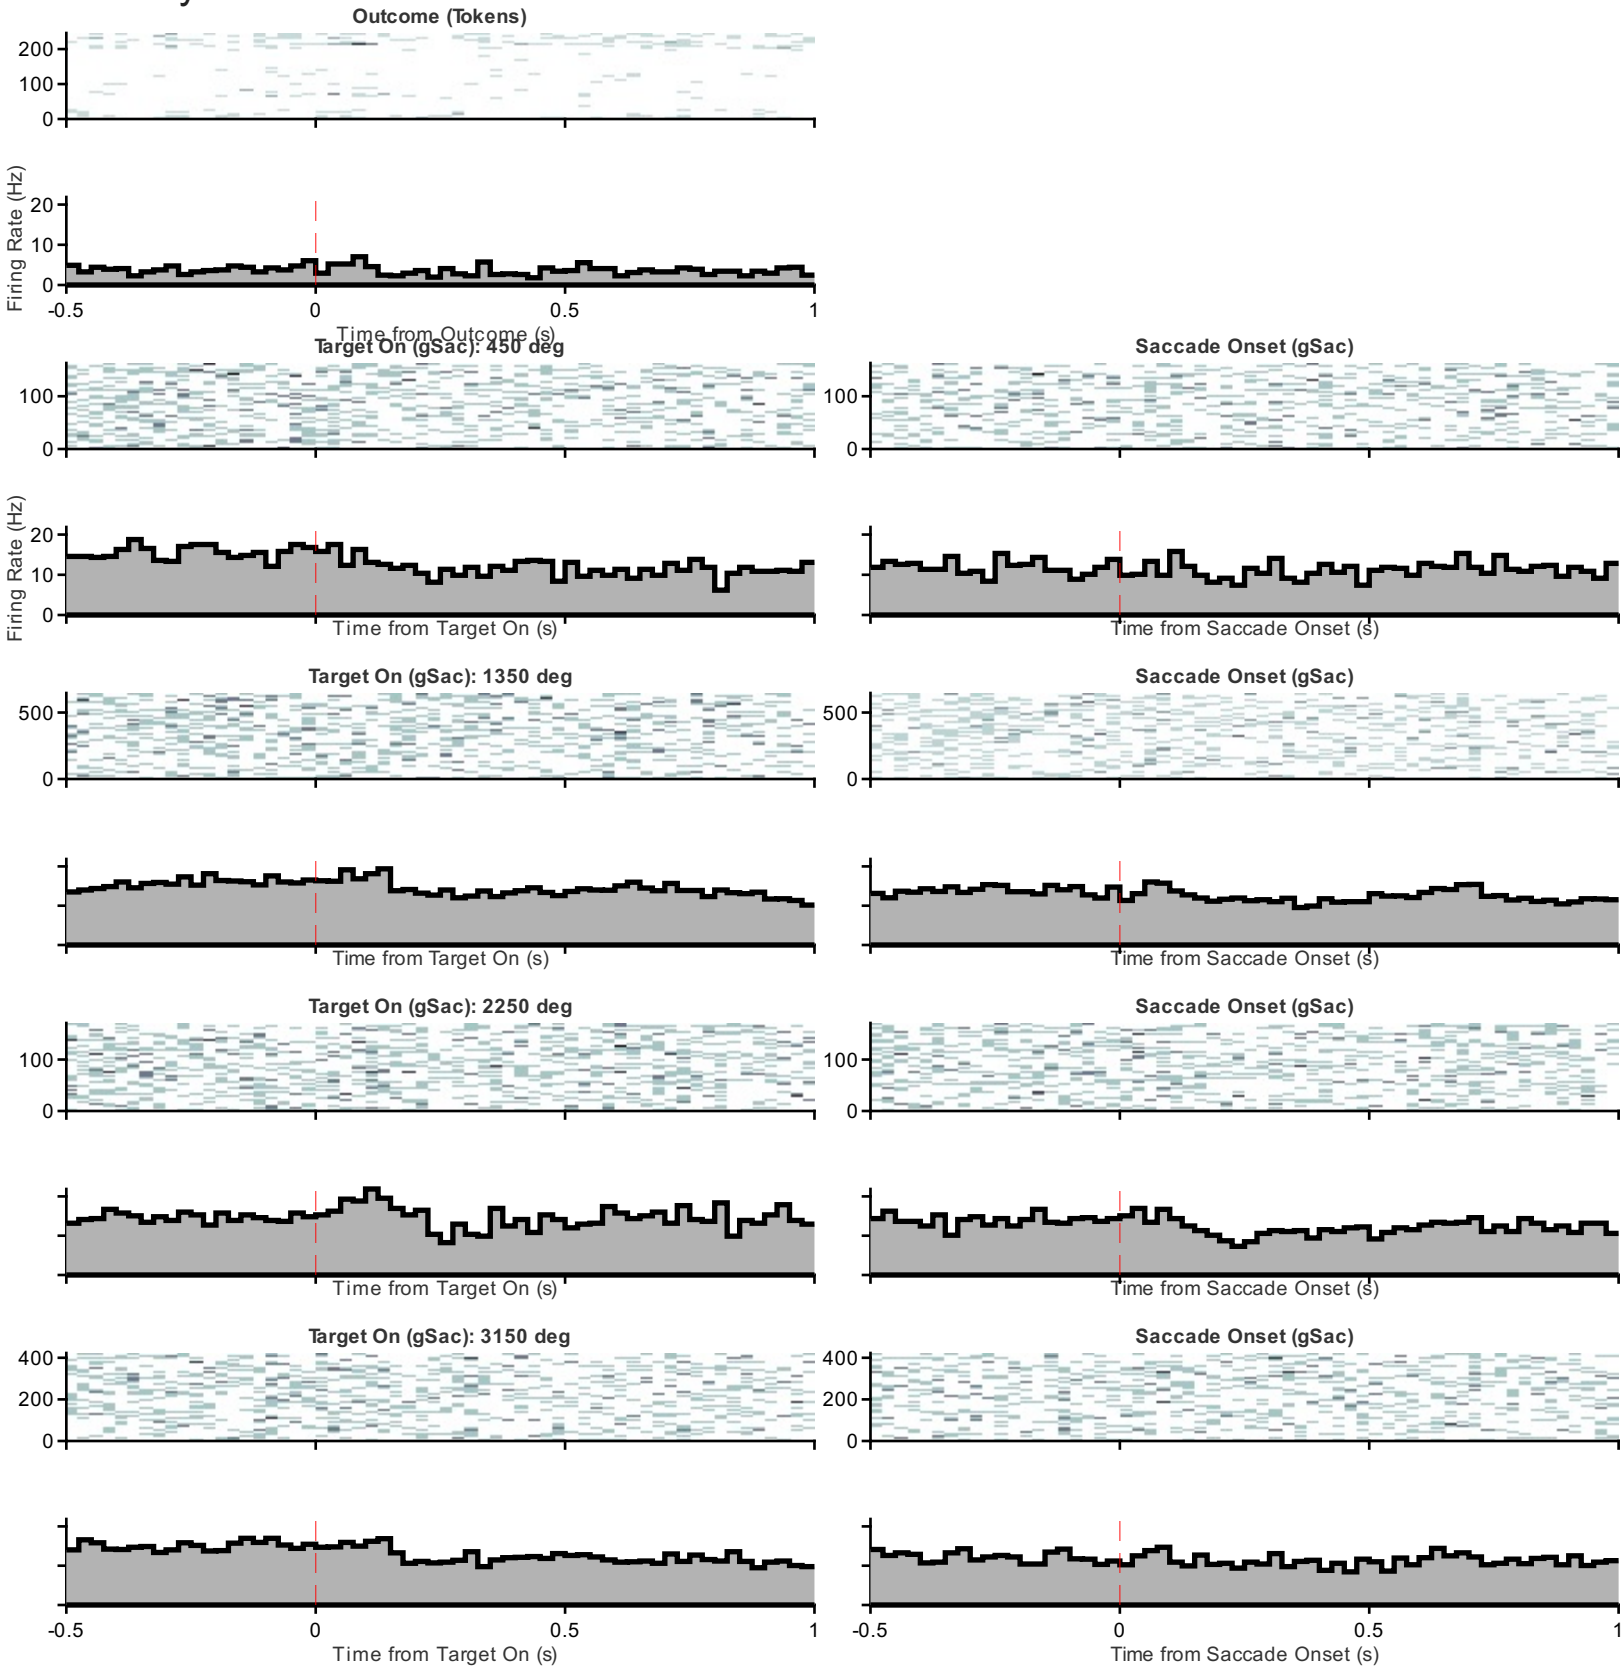 Outcome (Tokens)
200
100
0
Firing Rate (Hz)
20
10
0
-0.5 0 0.5 1
Time from Outcome (s)
Target On (gSac): 450 deg Saccade Onset (gSac)
100 100
0 0
Firing Rate (Hz)
20
10
0
Time from Target On (s) Time from Saccade Onset (s)
Target On (gSac): 1350 deg Saccade Onset (gSac)
500 500
0 0
Time from Target On (s) Time from Saccade Onset (s)
Target On (gSac): 2250 deg Saccade Onset (gSac)
100 100
0 0
Time from Target On (s) Time from Saccade Onset (s)
Target On (gSac): 3150 deg Saccade Onset (gSac)
400 400
200 200
0 0
-0.5 0 0.5 1 -0.5 0 0.5 1
Time from Target On (s) Time from Saccade Onset (s)